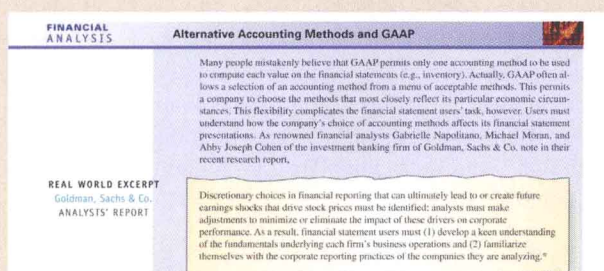 FINANCIAL
ANALYSIS
Alternative Accounting Methods and GAAP
Many people mistakenly believe that GAAP permits only one accounting method to be used
to compute each value on the financial statements (e.g., inventory). Actually, GAAP often al-
lows a selection of an accounting method from a menu of acceptable methods. This permits
a company to choose the methods that most closely reflect its particular economic circum-
stances. This flexibility complicates the financial statement users' task, however. Users must
understand how the company's choice of accounting methods affects its financial statement
presentations. As renowned financial analysts Gabrielle Napolitano, Michael Moran, and
Abby Joseph Cohen of the investment banking firm of Goldman, Sachs & Co. note in their
recent research report,
REAL WORLD EXCERPT
Goldman, Sachs & Co.
ANALYSTS' REPORT
Discretionary choices in financial reporting that can ultimately lead to or create future
earnings shocks that drive stock prices must be identified; analysts must make
adjustments to minimize or eliminate the impact of these drivers on corporate
performance. As a result, financial statement users must (1) develop a keen understanding
of the fundamentals underlying each firm's business operations and (2) familiarize
themselves with the corporate reporting practices of the companies they are analyzing.*